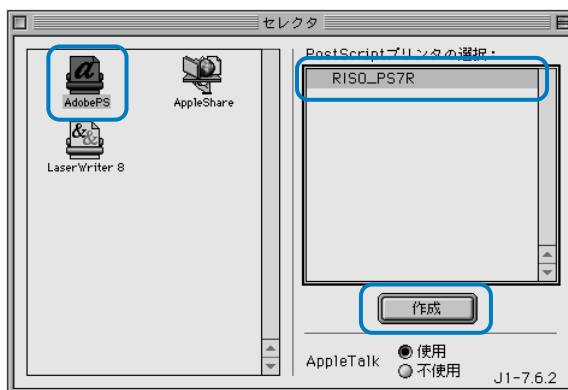 セレクタ
AdobePS
AppleShare
LaserWriter 8
PostScriptプリンタの選択：
RISO_PS7R
作成
AppleTalk
使用
不使用
J1-7.6.2